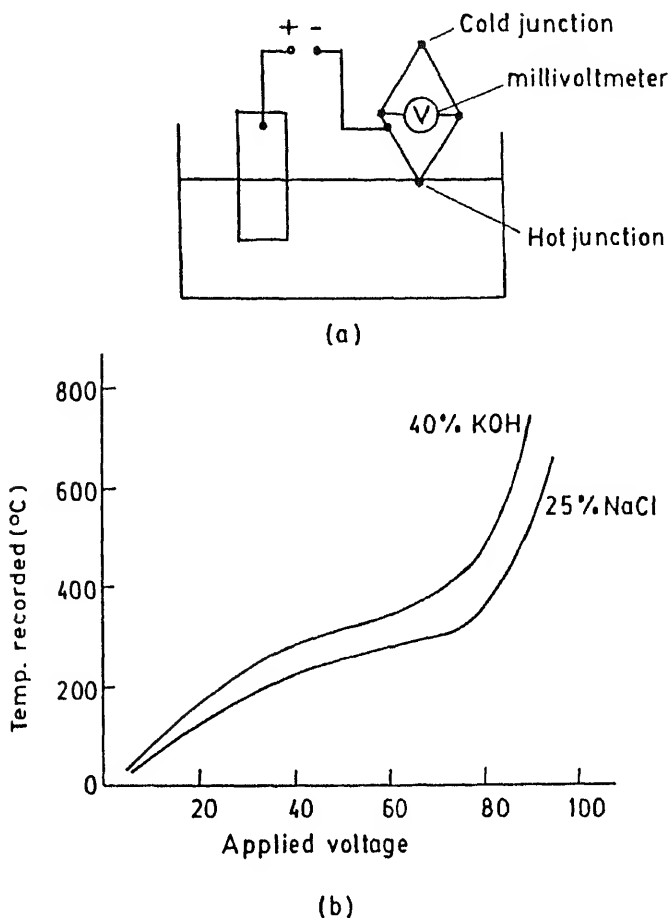 + -
Cold junction
millivoltmeter
V
Hot junction
(a)
800
600
400
200
0
Temp. recorded (°C)
40% KOH
25% NaCl
20 40 60 80 100
Applied voltage
(b)